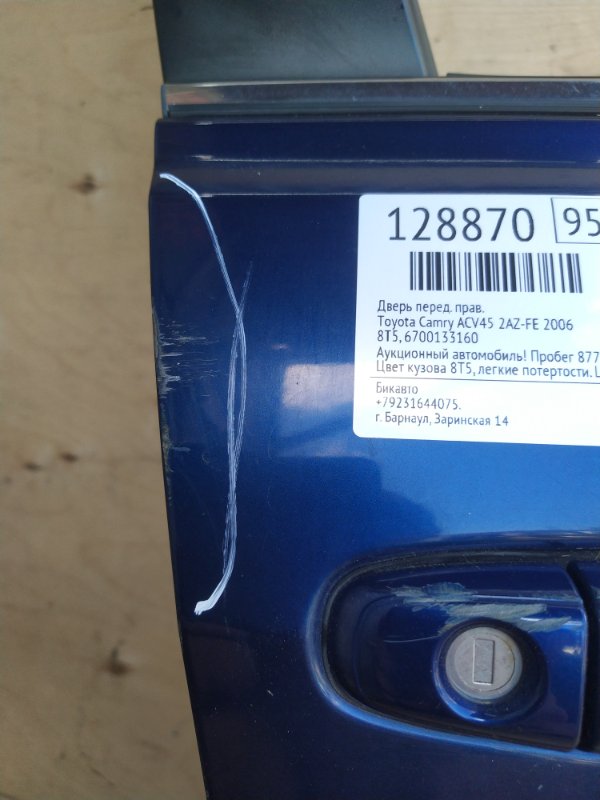 128870 95
Дверь перед. прав.
Toyota Camry ACV45 2AZ-FE 2006
8T5, 6700133160
Аукционный автомобиль! Пробег 877
Цвет кузова 8T5, легкие потертости.
Бикавто
+79231644075.
г. Барнаул, Заринская 14